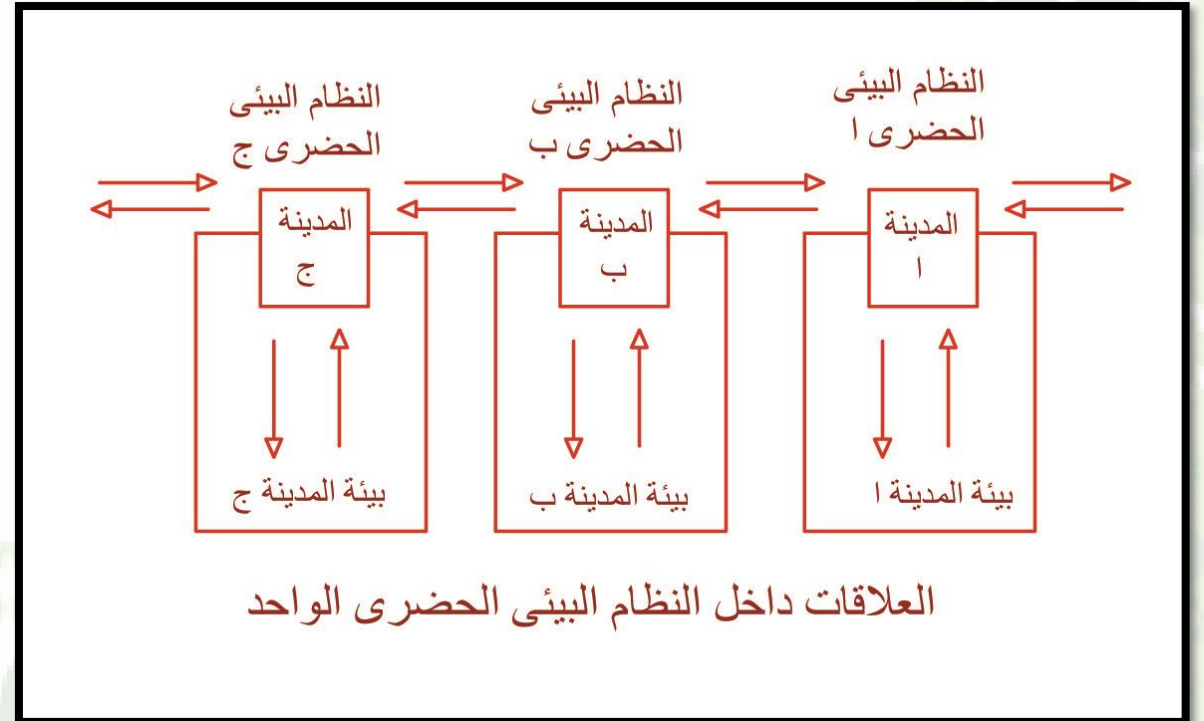 النظام البيئى
الحضرى ا
النظام البيئى
الحضرى ب
النظام البيئى
الحضرى ج
المدينة
ا
المدينة
ب
المدينة
ج
بيئة المدينة ا
بيئة المدينة ب
بيئة المدينة ج
العلاقات داخل النظام البيئى الحضرى الواحد